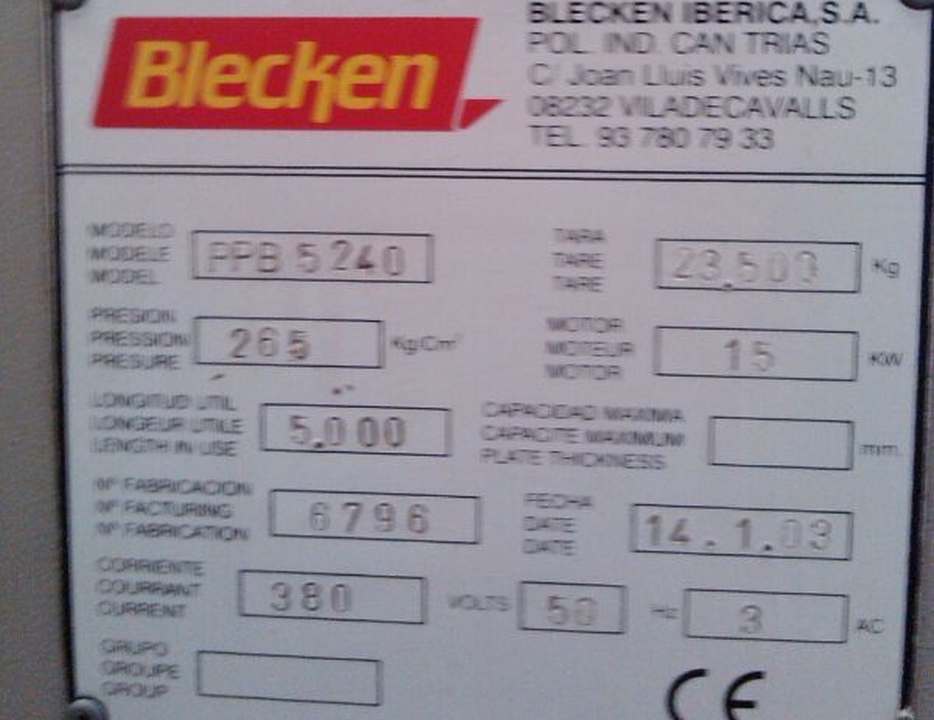 Blecken
BLECKEN IBERICA,S.A.
POL. IND. CAN TRIAS
C/ Joan Lluis Vives Nau-13
08232 VILADECAVALLS
TEL. 93 780 79 33
MODELO
MODELE
MODEL
PPB 5240
TARA
TARE
TARE
23.500 Kg
PRESION
PRESSION
PRESURE
265 Kg/Cm²
MOTOR
MOTEUR
MOTOR
15 KW
LONGITUD UTIL
LONGEUR UTILE
LENGTH IN USE
5.000
CAPACIDAD MAXIMA
CAPACITE MAXIMUM
PLATE THICKNESS
mm.
Nº FABRICACION
Nº FACTURING
Nº FABRICATION
6796
FECHA
DATE
DATE
14.1.03
CORRIENTE
COURRANT
CURRENT
380 VOLTS 50 Hz 3 AC
GRUPO
GROUPE
GROUP
CE